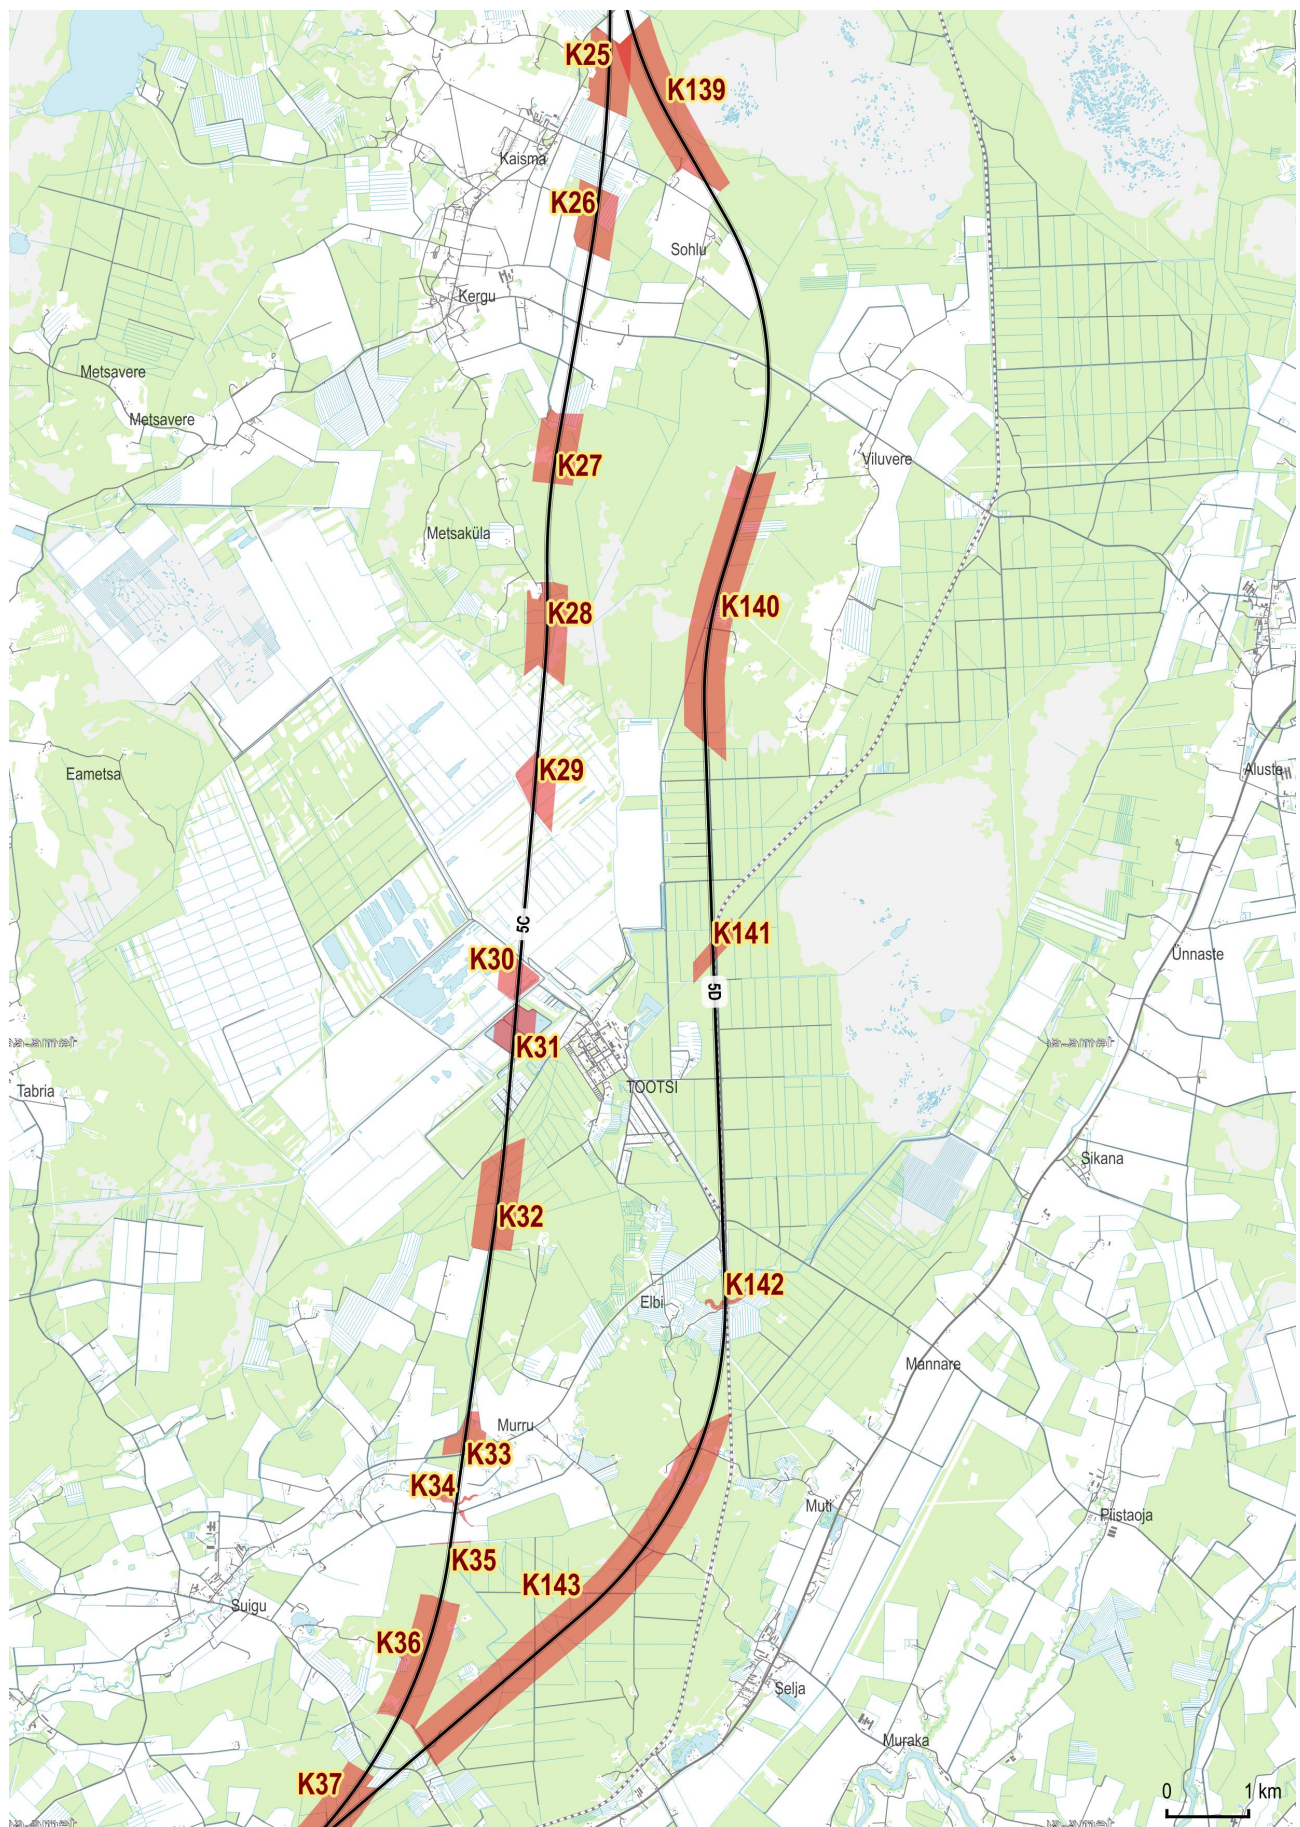 K25
K139
Kaisma
K26
Sohlu
Kergu
Metsavere
Metsavere
K27
Viluvere
Metsaküla
K28
K140
Eametsa
K29
Aluste
5C
K141
K30
Ünnaste
5D
K31
TOOTSI
Tabria
Sikana
K32
K142
Elbi
Mannare
Murru
K33
K34
Muti
Piistaoja
K35
K143
Suigu
K36
Selja
Muraka
K37
0 1 km